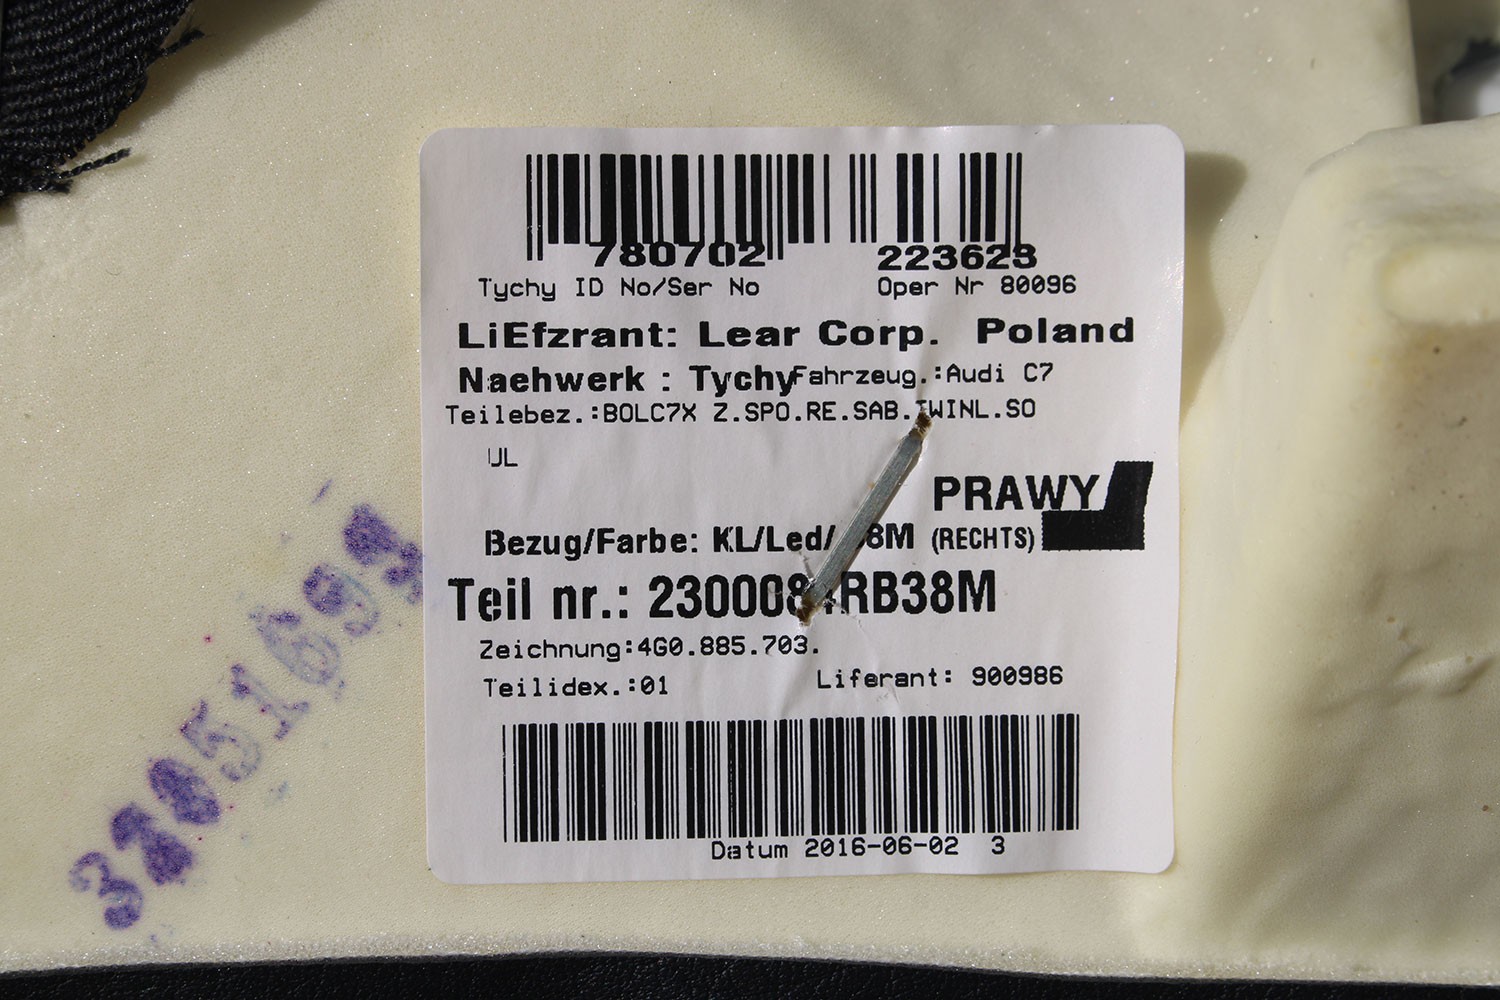 780702 223623
Tychy ID No/Ser No Oper Nr 80096
LiEfzrant: Lear Corp. Poland
Naehwerk : Tychy Fahrzeug.:Audi C7
Teilebez.:BOLC7X Z.SPO.RE.SAB.TWINL.SO
UL
PRAWY
Bezug/Farbe: KL/Led/ 8M (RECHTS)
Teil nr.: 2300084RB38M
Zeichnung:4G0.885.703.
Teilidex.:01 Liferant: 900986
Datum 2016-06-02 3